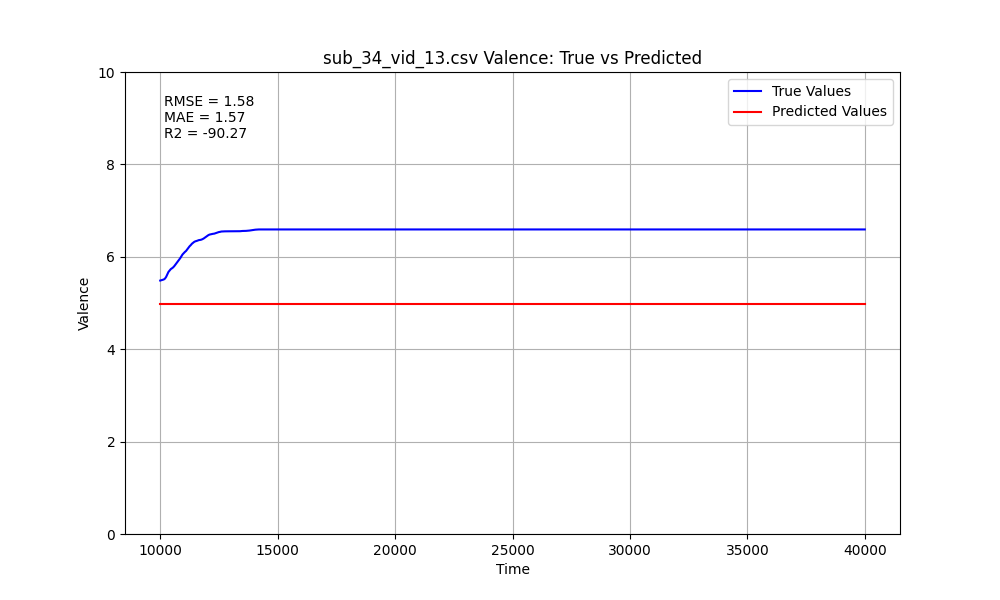 sub_34_vid_13.csv Valence: True vs Predicted
RMSE = 1.58
MAE = 1.57
R2 = -90.27
True Values
Predicted Values
Valence
10
8
6
4
2
0
10000
15000
20000
25000
30000
35000
40000
Time